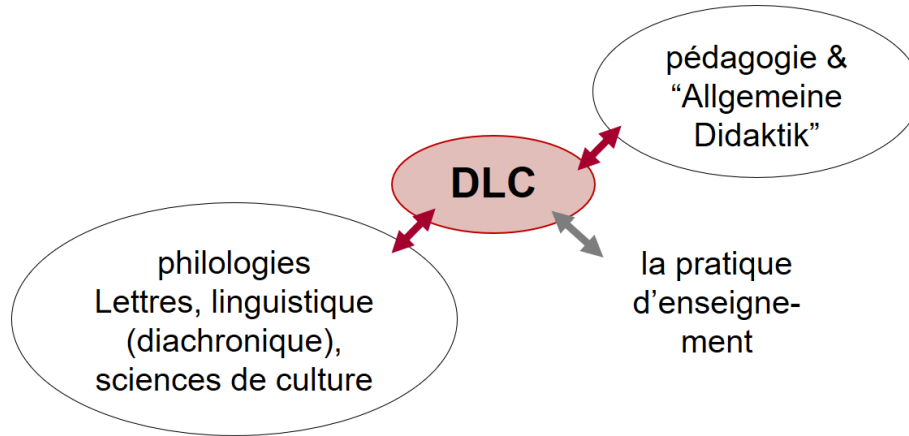 pédagogie &
“Allgemeine
Didaktik”
DLC
philologies
Lettres, linguistique
(diachronique),
sciences de culture
la pratique
d’enseigne-
ment